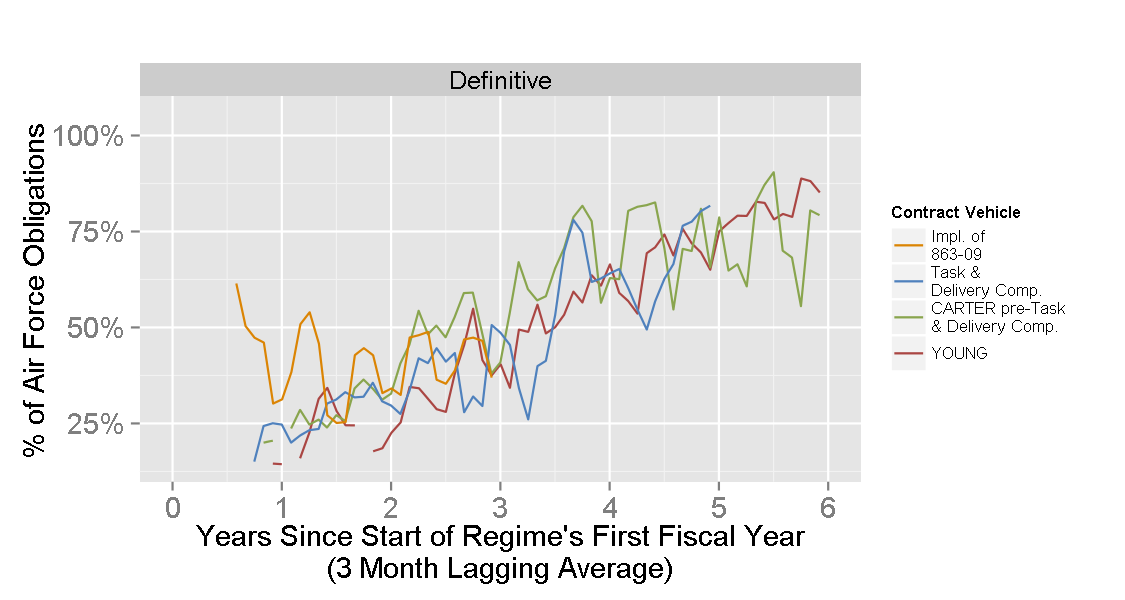 Definitive
% of Air Force Obligations
100%
75%
50%
25%
0 1 2 3 4 5 6
Years Since Start of Regime's First Fiscal Year
(3 Month Lagging Average)
Contract Vehicle
Impl. of
863-09
Task &
Delivery Comp.
CARTER pre-Task
& Delivery Comp.
YOUNG